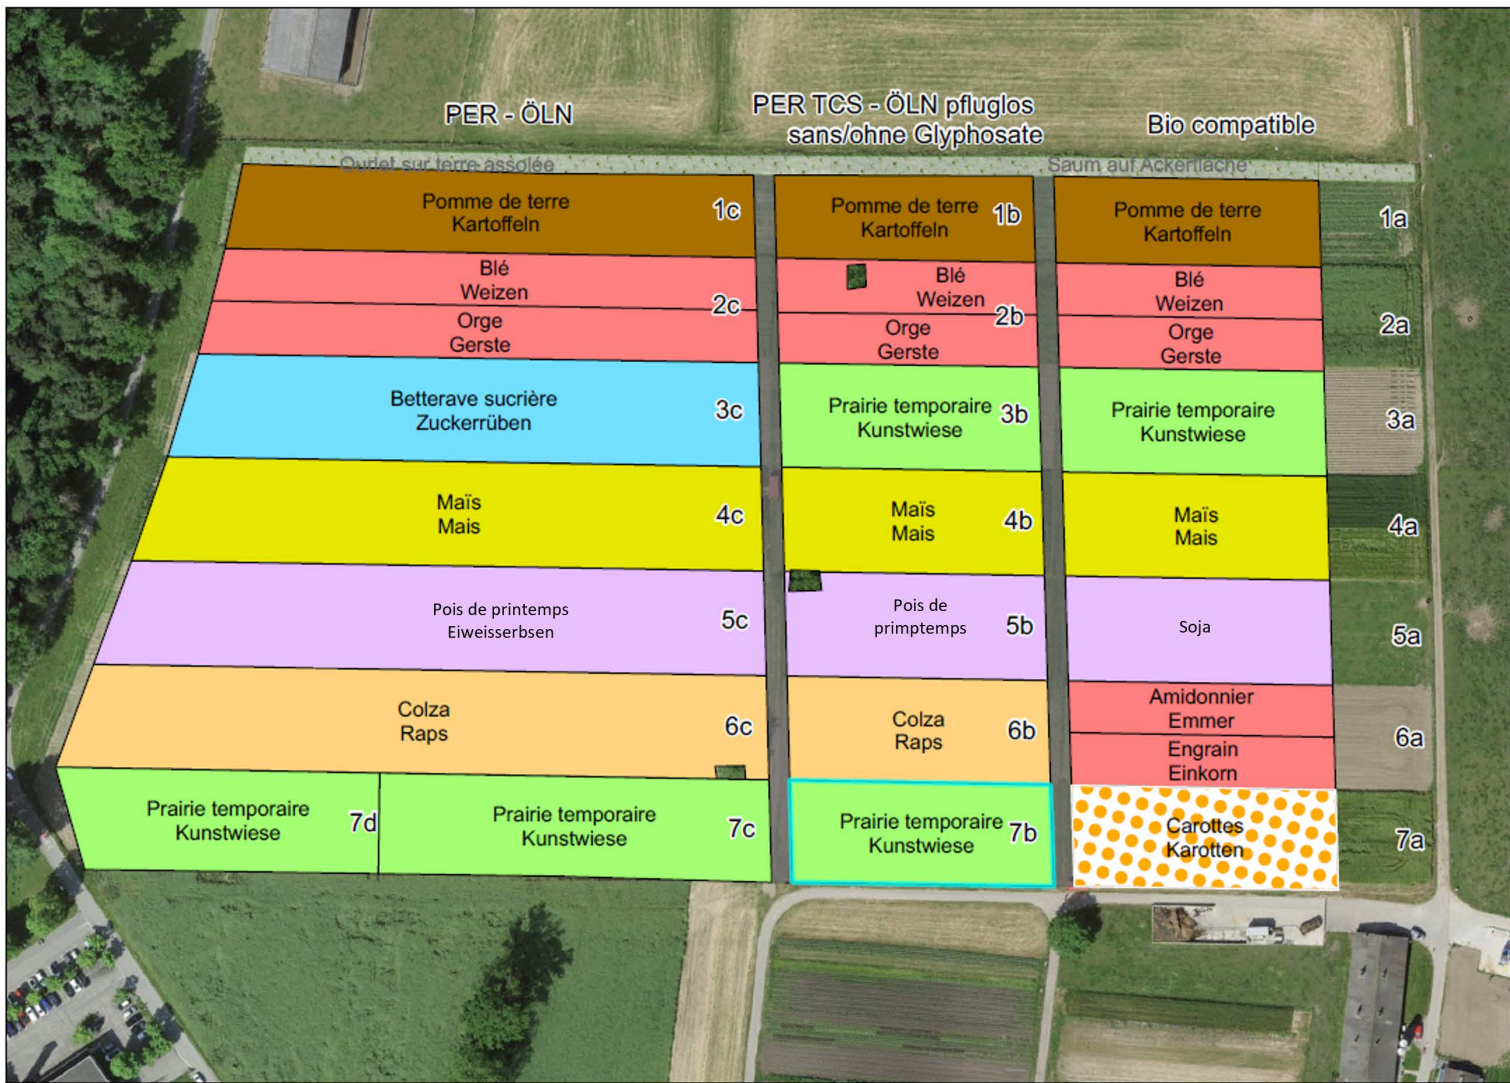 PER - ÖLN
PER TCS - ÖLN pfluglos
sans/ohne Glyphosate
Bio compatible
Ourlet sur terre assolée
Saum auf Ackerfläche
Pomme de terre
Kartoffeln
1c
Pomme de terre
Kartoffeln
1b
Pomme de terre
Kartoffeln
1a
Blé
Weizen
2c
Orge
Gerste
Blé
Weizen
2b
Orge
Gerste
Blé
Weizen
2a
Orge
Gerste
Betterave sucrière
Zuckerrüben
3c
Prairie temporaire
Kunstwiese
3b
Prairie temporaire
Kunstwiese
3a
Maïs
Mais
4c
Maïs
Mais
4b
Maïs
Mais
4a
Pois de printemps
Eiweisserbsen
5c
Pois de
primptemps
5b
Soja
5a
Colza
Raps
6c
Colza
Raps
6b
Amidonnier
Emmer
Engrain
Einkorn
6a
Prairie temporaire
Kunstwiese
7d
Prairie temporaire
Kunstwiese
7c
Prairie temporaire
Kunstwiese
7b
Carottes
Karotten
7a